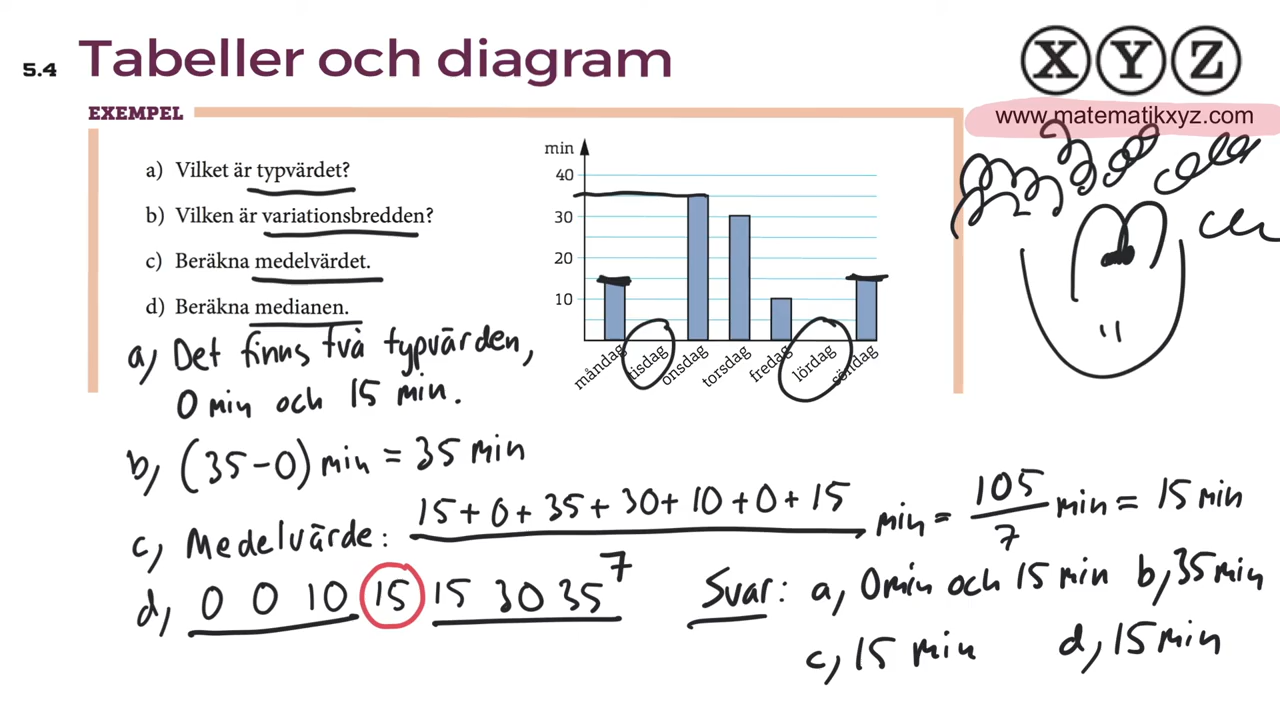 5.4 Tabeller och diagram
X Y Z
www.matematikxyz.com
EXEMPEL
a) Vilket är typvärdet?
b) Vilken är variationsbredden?
c) Beräkna medelvärdet.
d) Beräkna medianen.
min
40
30
20
10
måndag
tisdag
onsdag
torsdag
fredag
lördag
söndag
a, Det finns två typvärden,
0 min och 15 min.
b, (35-0) min = 35 min
c, Medelvärde: 15+0+35+30+10+0+15 / 7 min = 105 / 7 min = 15 min
d, 0 0 10 15 15 30 35
Svar: a, 0 min och 15 min b, 35 min
c, 15 min d, 15 min